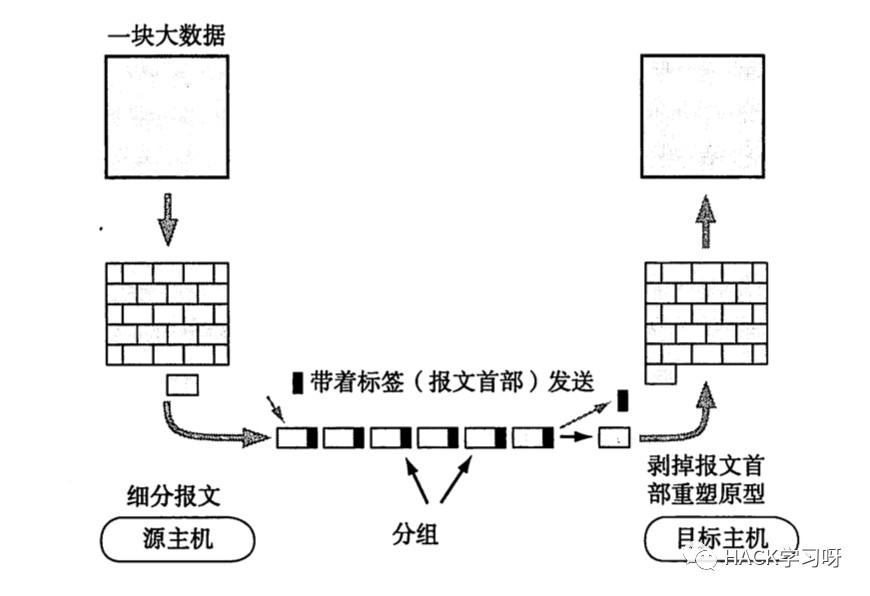 一块大数据
带着标签（报文首部）发送
细分报文
源主机
分组
剥掉报文首
部重塑原型
目标主机
HACK学习呀